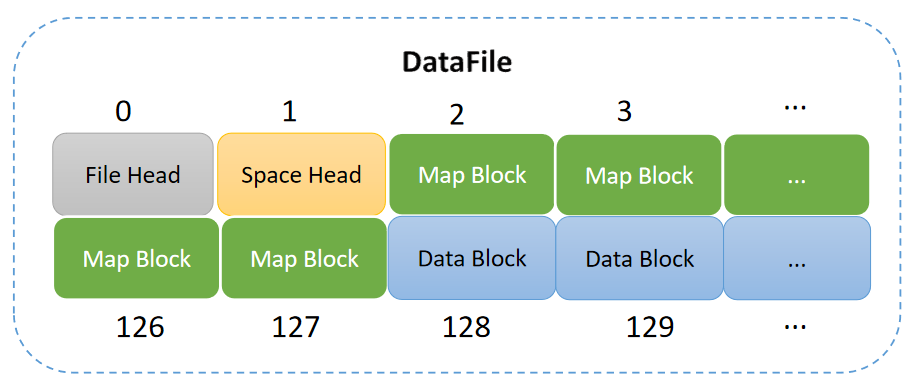 DataFile
0 1 2 3 ...
File Head Space Head Map Block Map Block ...
Map Block Map Block Data Block Data Block ...
126 127 128 129 ...